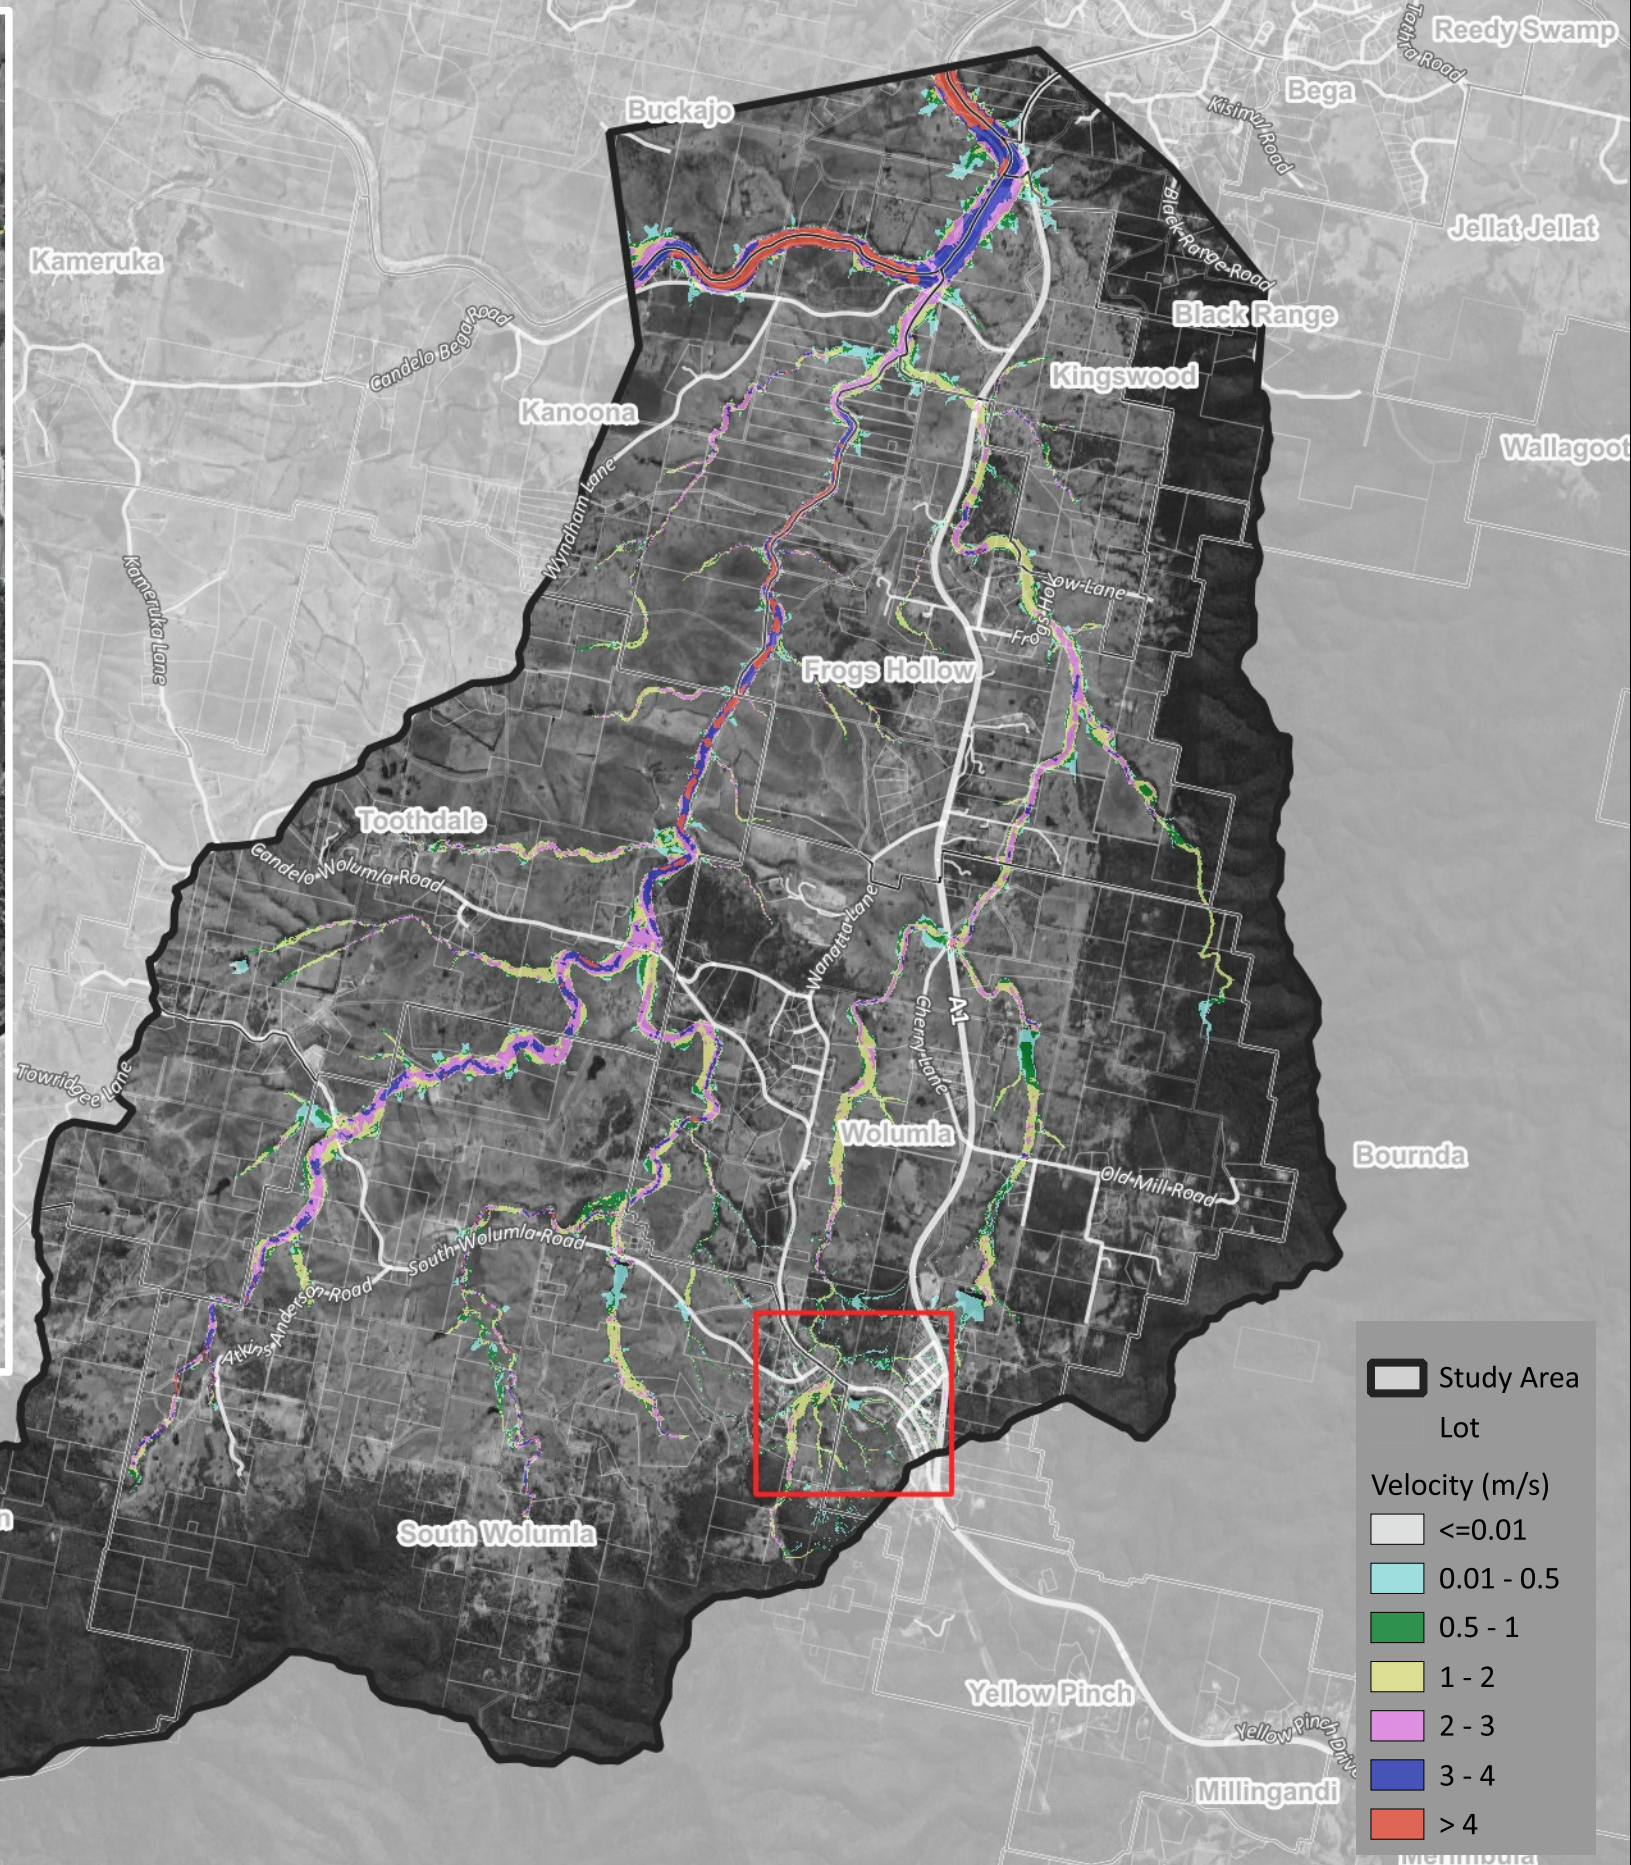 Reedy Swamp
Tathra Road
Bega
Buckajo
Kisimul Road
Jellat Jellat
Black Range Road
Kameruka
Black Range
Candelo Bega Road
Kingswood
Kanoona
Wallagoot
Wyndham Lane
Kameruka Lane
Frogs Hollow Lane
Frogs Hollow
Toothdale
Candelo Wolumla Road
Wanatta Lane
A1
Cherry Lane
Towridgee Lane
Wolumla
Bournda
Old Mill Road
South Wolumla Road
Atkins-Anderson Road
South Wolumla
Yellow Pinch
Yellow Pinch Drive
Millingandi
Study Area
Lot
Velocity (m/s)
<=0.01
0.01 - 0.5
0.5 - 1
1 - 2
2 - 3
3 - 4
> 4